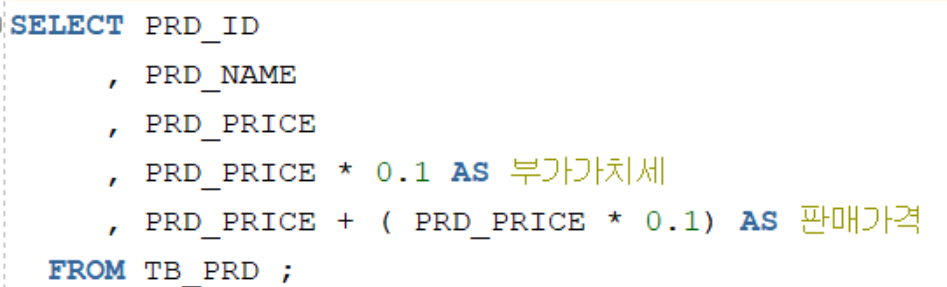 SELECT PRD_ID
, PRD_NAME
, PRD_PRICE
, PRD_PRICE * 0.1 AS 부가가치세
, PRD_PRICE + ( PRD_PRICE * 0.1) AS 판매가격
FROM TB_PRD ;